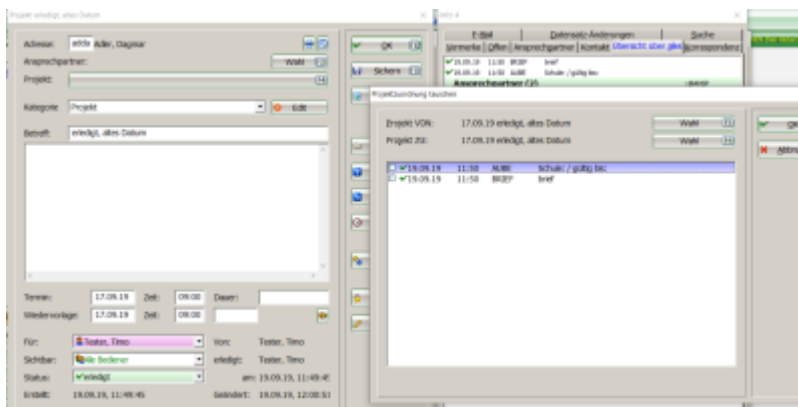 Projekt erledigt, altes Datum
Adresse: adda Adler, Dagmar
Ansprechpartner: Wahl
Projekt:
Kategorie Projekt Edit
Betreff: erledigt, altes Datum
Termin: 17.09.19 Zeit: 09:00 Dauer:
Wiedervorlage: 17.09.19 Zeit: 09:00
Für: Tester, Timo Von: Tester, Timo
Sichtbar: Alle Bediener erledigt: Tester, Timo
Status: erledigt am: 19.09.19, 11:49:45
Erstellt: 19.09.19, 11:49:45 Geändert: 19.09.19, 12:08:51
OK
Sichern
E-Mail Datensatz-Änderungen Suche
Vermerke Offen Ansprechpartner Kontakt Übersicht über alles Korrespondenz
19.09.19 11:50 BRIEF brief
19.09.19 11:50 AUBE Schule: / gültig bis:
Ansprechpartner (2)
Projektzuordnung tauschen
Projekt VON: 17.09.19 erledigt, altes Datum Wahl
Projekt ZU: 17.09.19 erledigt, altes Datum Wahl
19.09.19 11:50 AUBE Schule: / gültig bis:
19.09.19 11:50 BRIEF brief
OK